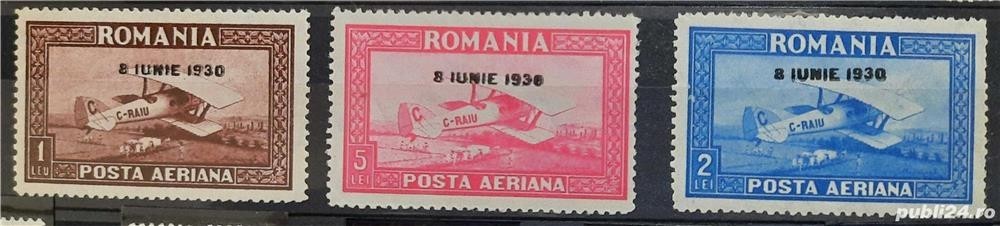 ROMANIA
8 IUNIE 1930
C
C-RAIU
1
LEU
POSTA AERIANA
ROMANIA
8 IUNIE 1930
C
C-RAIU
5
LEI
POSTA AERIANA
ROMANIA
8 IUNIE 1930
C
C-RAIU
2
LEI
POSTA AERIANA
publi24.ro